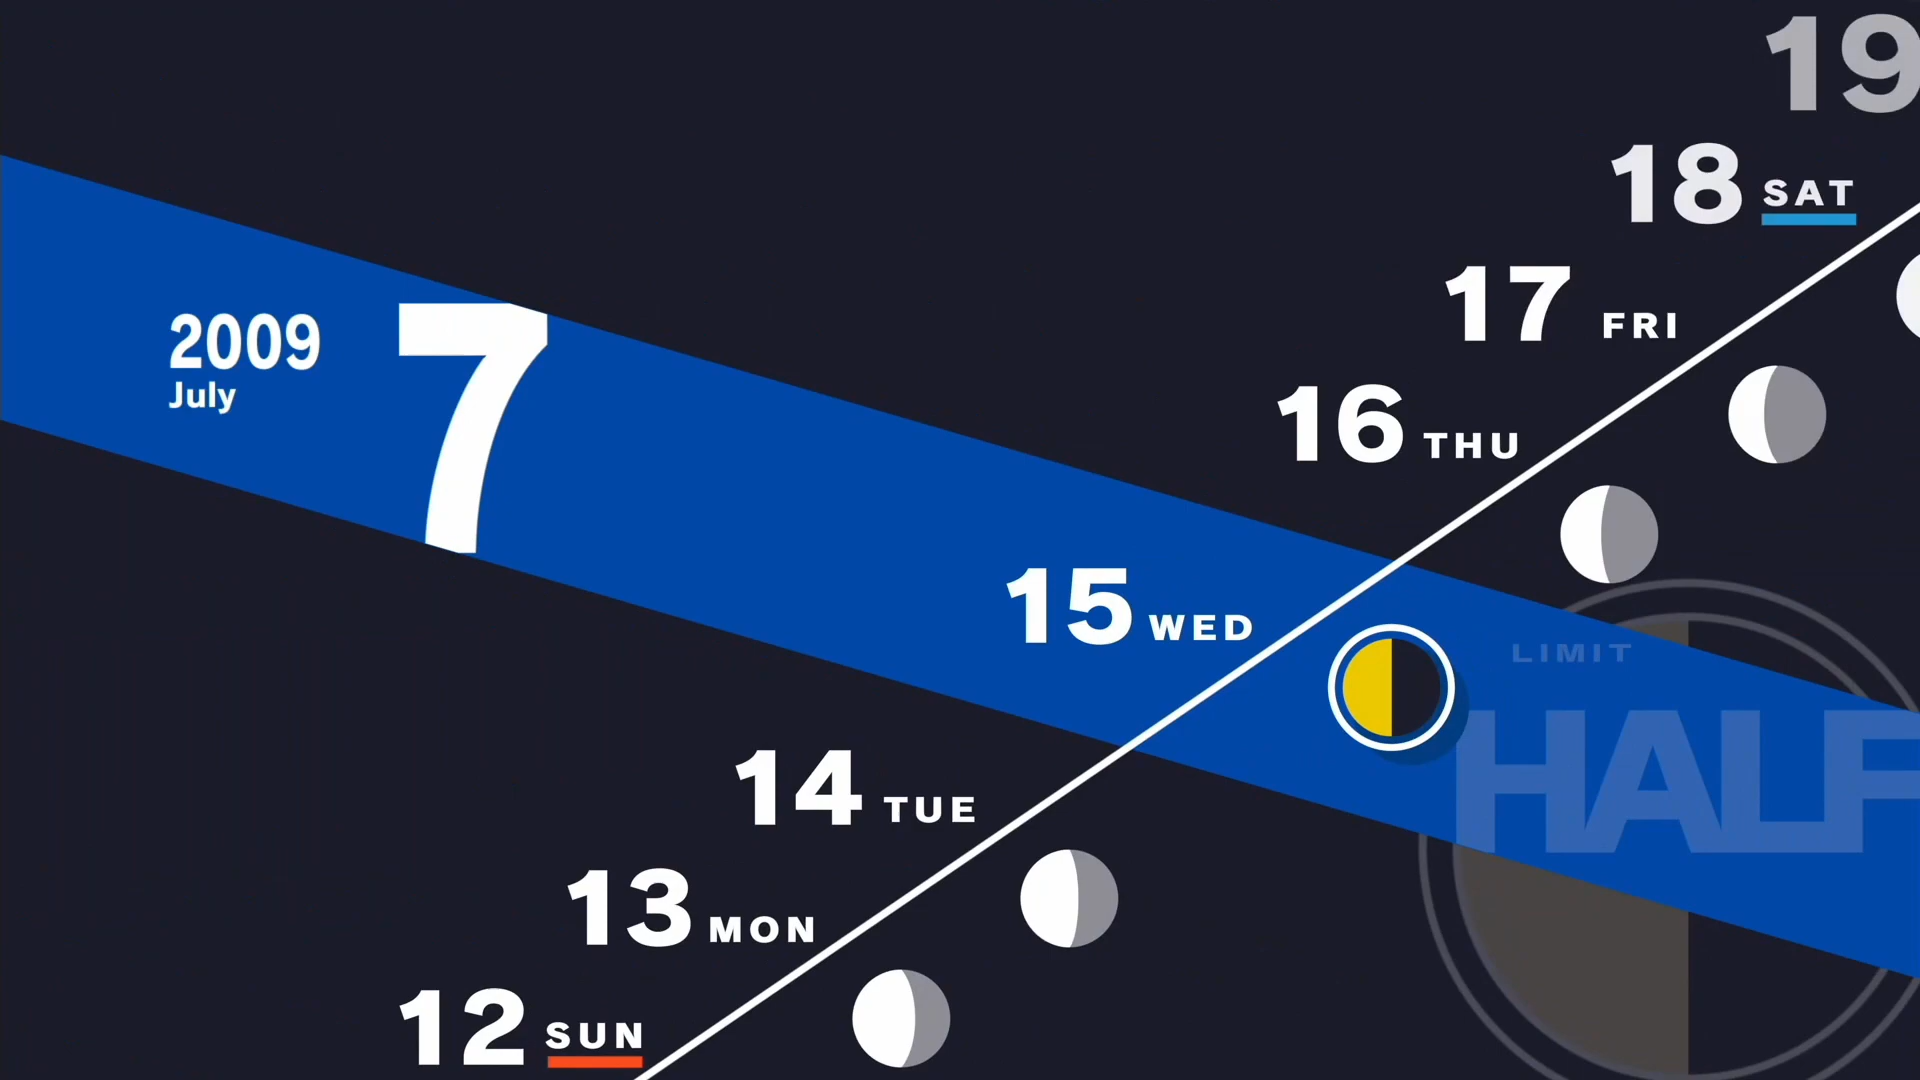 19
18 SAT
17 FRI
2009
July
7
16 THU
15 WED
LIMIT
HALF
14 TUE
13 MON
12 SUN